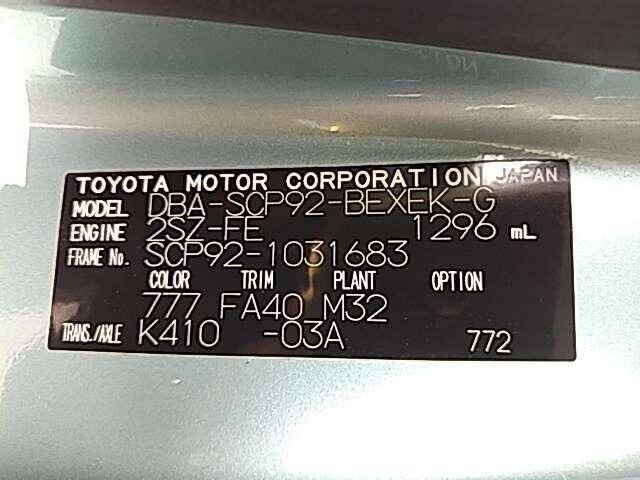 TOYOTA MOTOR CORPORATION JAPAN
MODEL DBA-SCP92-BEXEK-G
ENGINE 2SZ-FE 1296 mL
FRAME No. SCP92-1031683
COLOR TRIM PLANT OPTION
777 FA40 M32
TRANS./AXLE K410 -03A 772